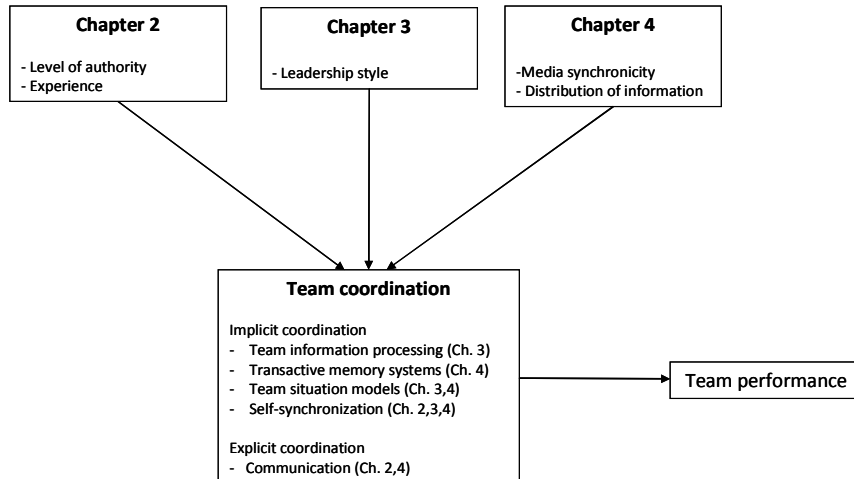 Chapter 2
- Level of authority
- Experience
Chapter 3
- Leadership style
Chapter 4
-Media synchronicity
- Distribution of information
Team coordination
Implicit coordination
- Team information processing (Ch. 3)
- Transactive memory systems (Ch. 4)
- Team situation models (Ch. 3,4)
- Self-synchronization (Ch. 2,3,4)
Explicit coordination
- Communication (Ch. 2,4)
Team performance